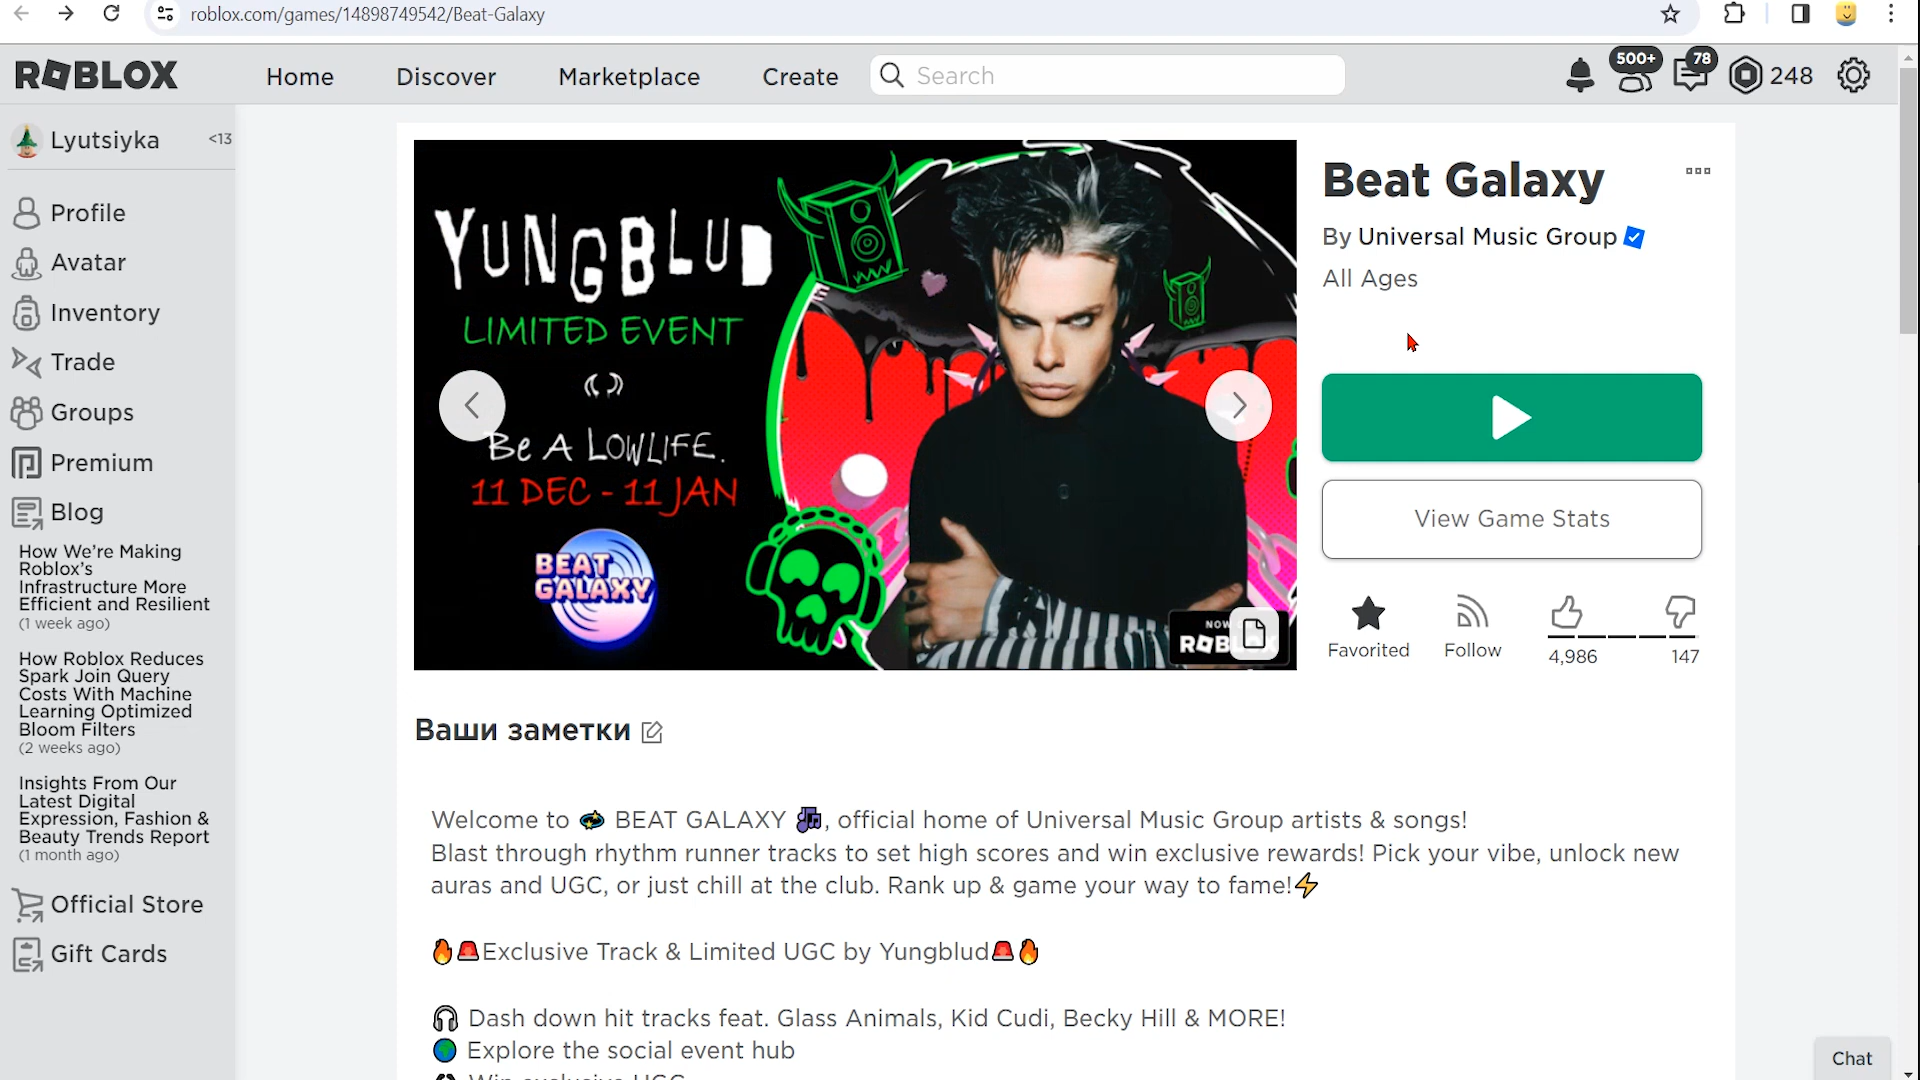 roblox.com/games/14898749542/Beat-Galaxy
ROBLOX
Home
Discover
Marketplace
Create
Search
500+
78
248
Lyutsiyka
<13
Profile
Avatar
Inventory
Trade
Groups
Premium
Blog
How We're Making
Roblox's
Infrastructure More
Efficient and Resilient
(1 week ago)
How Roblox Reduces
Spark Join Query
Costs With Machine
Learning Optimized
Bloom Filters
(2 weeks ago)
Insights From Our
Latest Digital
Expression, Fashion &
Beauty Trends Report
(1 month ago)
Official Store
Gift Cards
YUNGBLUD
LIMITED EVENT
Be A LOWLIFE.
11 DEC - 11 JAN
BEAT
GALAXY
Beat Galaxy
By Universal Music Group
All Ages
View Game Stats
Favorited
Follow
4,986
147
Ваши заметки
Welcome to 💫 BEAT GALAXY 🎶, official home of Universal Music Group artists & songs!
Blast through rhythm runner tracks to set high scores and win exclusive rewards! Pick your vibe, unlock new
auras and UGC, or just chill at the club. Rank up & game your way to fame!⚡
🔥🚨Exclusive Track & Limited UGC by Yungblud🚨🔥
🎧 Dash down hit tracks feat. Glass Animals, Kid Cudi, Becky Hill & MORE!
🌍 Explore the social event hub
Win exclusive UGC
Chat